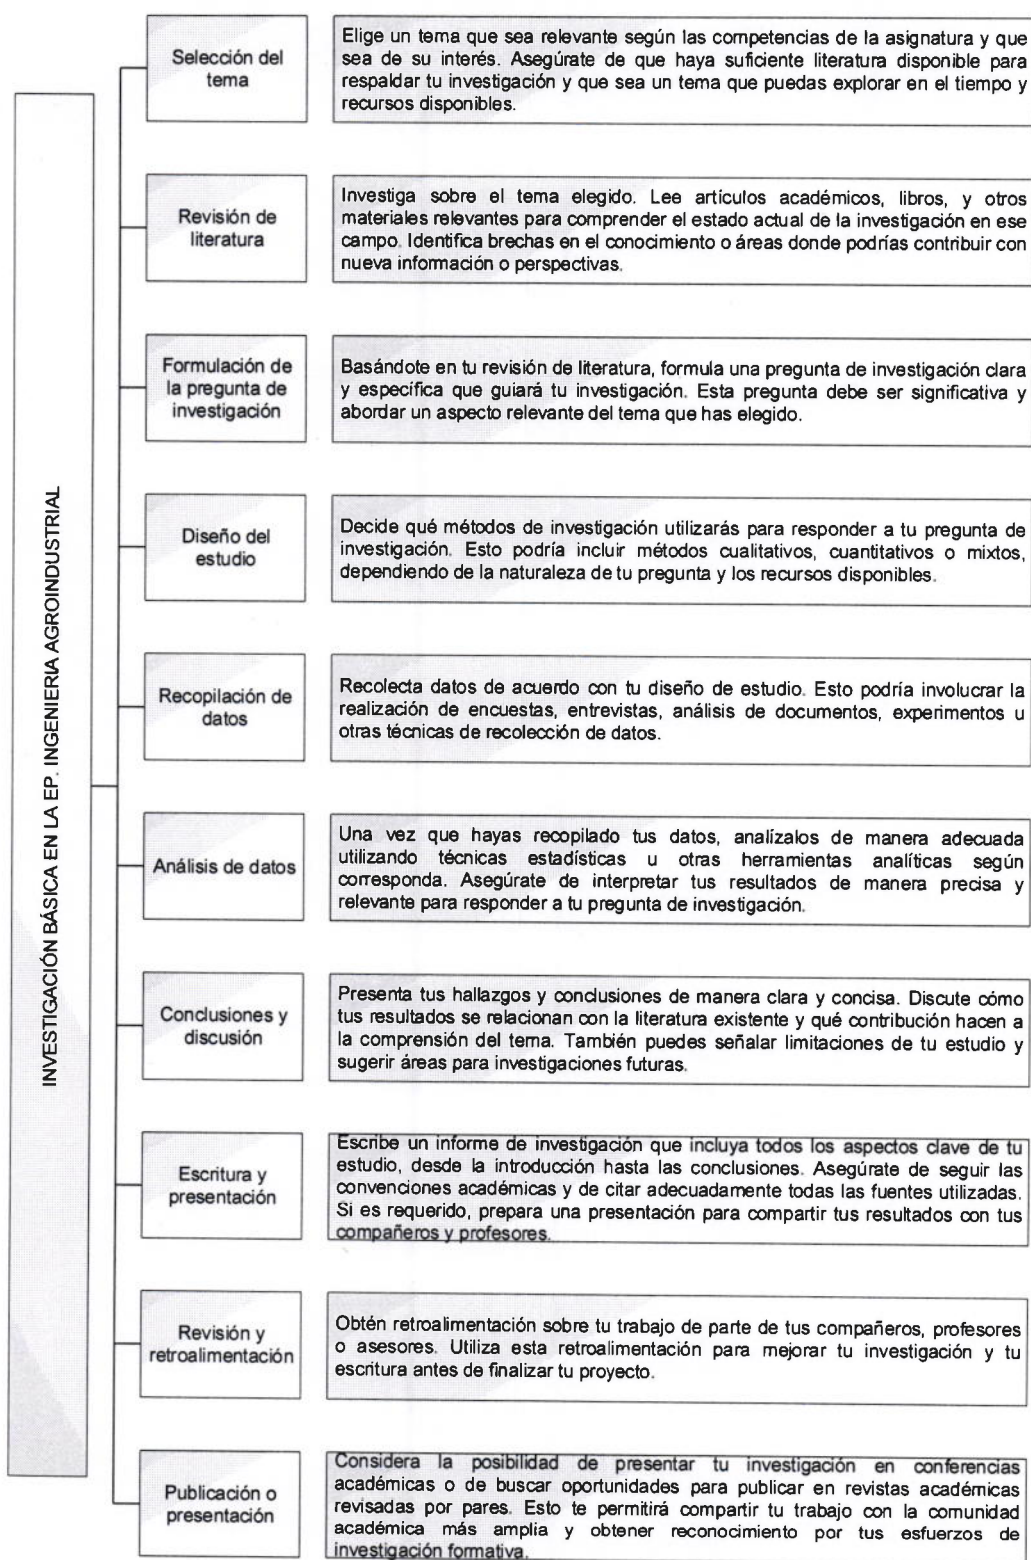 INVESTIGACIÓN BÁSICA EN LA EP. INGENIERIA AGROINDUSTRIAL
Selección del
tema
Elige un tema que sea relevante según las competencias de la asignatura y que
sea de su interés. Asegúrate de que haya suficiente literatura disponible para
respaldar tu investigación y que sea un tema que puedas explorar en el tiempo y
recursos disponibles.
Revisión de
literatura
Investiga sobre el tema elegido. Lee artículos académicos, libros, y otros
materiales relevantes para comprender el estado actual de la investigación en ese
campo. Identifica brechas en el conocimiento o áreas donde podrías contribuir con
nueva información o perspectivas.
Formulación de
la pregunta de
investigación
Basándote en tu revisión de literatura, formula una pregunta de investigación clara
y específica que guiará tu investigación. Esta pregunta debe ser significativa y
abordar un aspecto relevante del tema que has elegido.
Diseño del
estudio
Decide qué métodos de investigación utilizarás para responder a tu pregunta de
investigación. Esto podría incluir métodos cualitativos, cuantitativos o mixtos,
dependiendo de la naturaleza de tu pregunta y los recursos disponibles.
Recopilación de
datos
Recolecta datos de acuerdo con tu diseño de estudio. Esto podría involucrar la
realización de encuestas, entrevistas, análisis de documentos, experimentos u
otras técnicas de recolección de datos.
Análisis de datos
Una vez que hayas recopilado tus datos, analízalos de manera adecuada
utilizando técnicas estadísticas u otras herramientas analíticas según
corresponda. Asegúrate de interpretar tus resultados de manera precisa y
relevante para responder a tu pregunta de investigación.
Conclusiones y
discusión
Presenta tus hallazgos y conclusiones de manera clara y concisa. Discute cómo
tus resultados se relacionan con la literatura existente y qué contribución hacen a
la comprensión del tema. También puedes señalar limitaciones de tu estudio y
sugerir áreas para investigaciones futuras.
Escritura y
presentación
Escribe un informe de investigación que incluya todos los aspectos clave de tu
estudio, desde la introducción hasta las conclusiones. Asegúrate de seguir las
convenciones académicas y de citar adecuadamente todas las fuentes utilizadas.
Si es requerido, prepara una presentación para compartir tus resultados con tus
compañeros y profesores.
Revisión y
retroalimentación
Obtén retroalimentación sobre tu trabajo de parte de tus compañeros, profesores
o asesores. Utiliza esta retroalimentación para mejorar tu investigación y tu
escritura antes de finalizar tu proyecto.
Publicación o
presentación
Considera la posibilidad de presentar tu investigación en conferencias
académicas o de buscar oportunidades para publicar en revistas académicas
revisadas por pares. Esto te permitirá compartir tu trabajo con la comunidad
académica más amplia y obtener reconocimiento por tus esfuerzos de
investigación formativa.